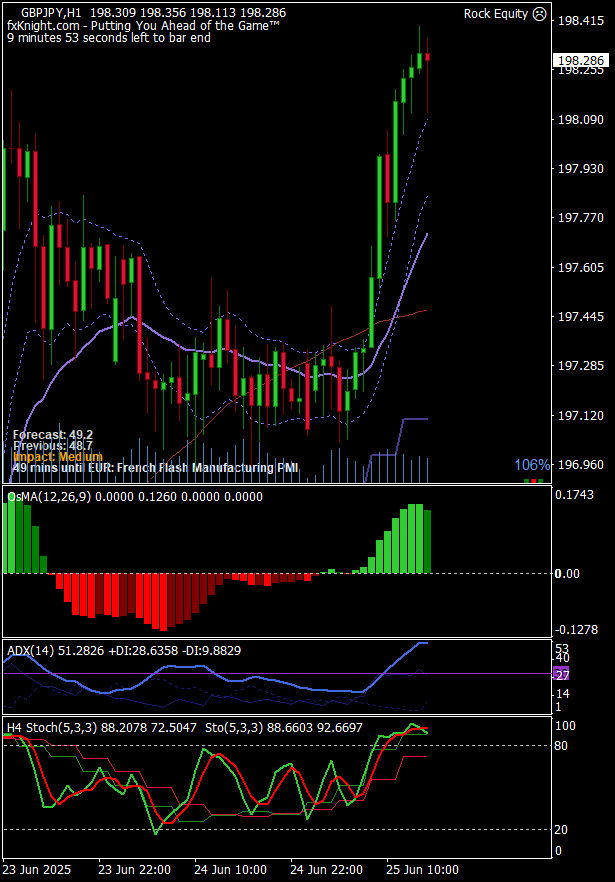 GBPJPY,H1 198.309 198.356 198.113 198.286
Rock Equity
fxKnight.com - Putting You Ahead of the Game™
9 minutes 53 seconds left to bar end
198.415
198.286
198.255
198.090
197.930
197.770
197.605
197.445
197.285
197.120
196.960
Forecast: 49.2
Previous: 48.7
Impact: Medium
49 mins until EUR: French Flash Manufacturing PMI
106%
OsMA(12,26,9) 0.0000 0.1260 0.0000 0.0000
0.1743
0.00
-0.1278
ADX(14) 51.2826 +DI:28.6358 -DI:9.8829
53
40
27
14
1
H4 Stoch(5,3,3) 88.2078 72.5047 Sto(5,3,3) 88.6603 92.6697
100
80
20
0
23 Jun 2025 23 Jun 22:00 24 Jun 10:00 24 Jun 22:00 25 Jun 10:00